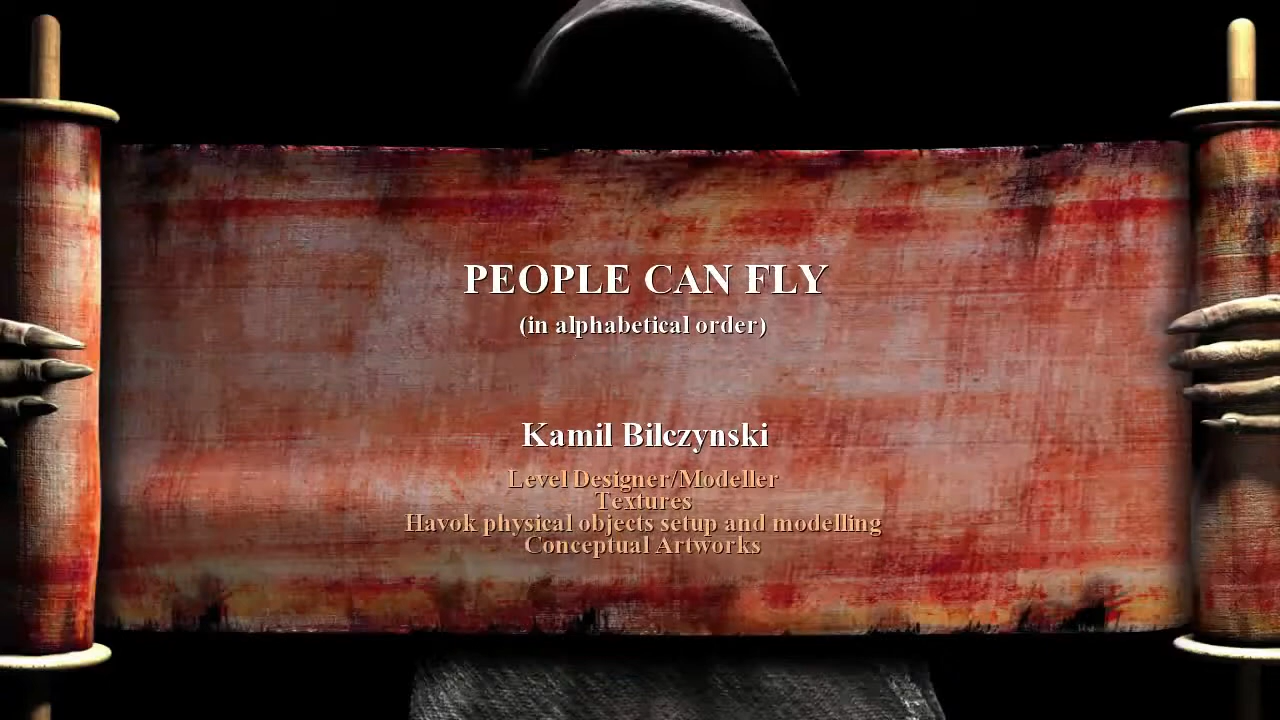 PEOPLE CAN FLY
(in alphabetical order)
Kamil Bilczynski
Level Designer/Modeller
Textures
Havok physical objects setup and modelling
Conceptual Artworks